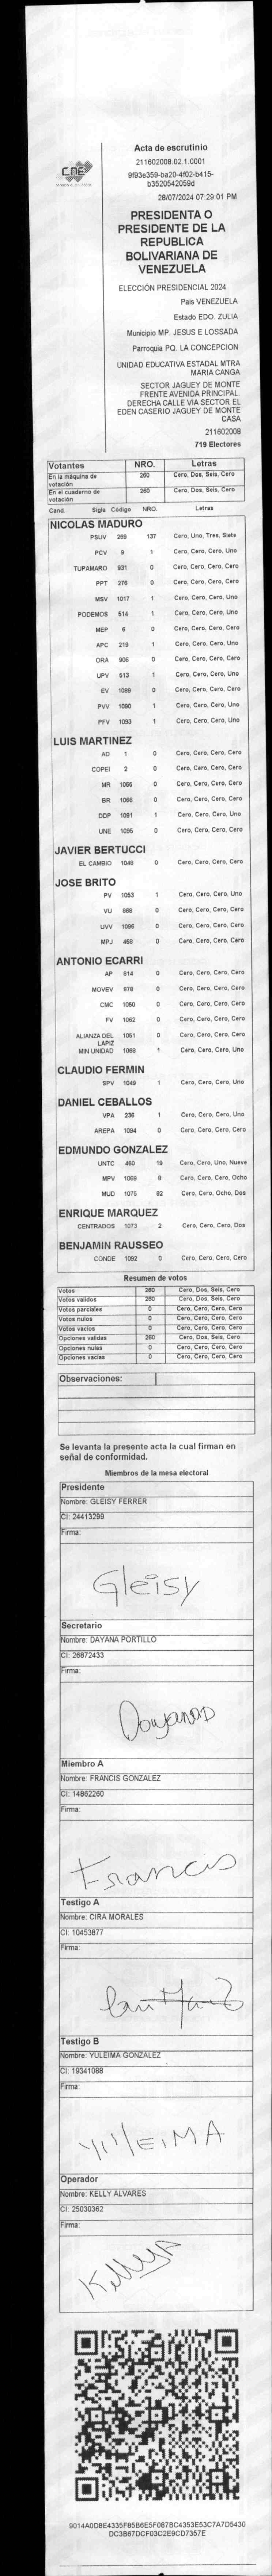 CNE
Acta de escrutinio
211602008.02.1.0001
9f93e359-ba20-4f02-b415-
b3520542059d
28/07/2024 07:29:01 PM
PRESIDENTA O
PRESIDENTE DE LA
REPUBLICA
BOLIVARIANA DE
VENEZUELA
ELECCIÓN PRESIDENCIAL 2024
Pais VENEZUELA
Estado EDO. ZULIA
Municipio MP. JESUS E LOSSADA
Parroquia PQ. LA CONCEPCION
UNIDAD EDUCATIVA ESTADAL MTRA
MARIA CANGA
SECTOR JAGUEY DE MONTE
FRENTE AVENIDA PRINCIPAL
DERECHA CALLE VIA SECTOR EL
EDEN CASERIO JAGUEY DE MONTE
CASA
211602008
719 Electores
Votantes NRO. Letras
En la máquina de votación 260 Cero, Dos, Seis, Cero
En el cuaderno de votación 260 Cero, Dos, Seis, Cero
Cand. Sigla Código NRO. Letras
NICOLAS MADURO
PSUV 269 137 Cero, Uno, Tres, Siete
PCV 9 1 Cero, Cero, Cero, Uno
TUPAMARO 931 0 Cero, Cero, Cero, Cero
PPT 276 0 Cero, Cero, Cero, Cero
MSV 1017 1 Cero, Cero, Cero, Uno
PODEMOS 514 1 Cero, Cero, Cero, Uno
MEP 6 0 Cero, Cero, Cero, Cero
APC 219 1 Cero, Cero, Cero, Uno
ORA 906 0 Cero, Cero, Cero, Cero
UPV 513 1 Cero, Cero, Cero, Uno
EV 1089 0 Cero, Cero, Cero, Cero
PVV 1090 1 Cero, Cero, Cero, Uno
PFV 1093 1 Cero, Cero, Cero, Uno
LUIS MARTINEZ
AD 1 0 Cero, Cero, Cero, Cero
COPEI 2 0 Cero, Cero, Cero, Cero
MR 1065 0 Cero, Cero, Cero, Cero
BR 1066 0 Cero, Cero, Cero, Cero
DDP 1091 1 Cero, Cero, Cero, Uno
UNE 1095 0 Cero, Cero, Cero, Cero
JAVIER BERTUCCI
EL CAMBIO 1046 0 Cero, Cero, Cero, Cero
JOSE BRITO
PV 1053 1 Cero, Cero, Cero, Uno
VU 868 0 Cero, Cero, Cero, Cero
UVV 1096 0 Cero, Cero, Cero, Cero
MPJ 458 0 Cero, Cero, Cero, Cero
ANTONIO ECARRI
AP 814 0 Cero, Cero, Cero, Cero
MOVEV 878 0 Cero, Cero, Cero, Cero
CMC 1050 0 Cero, Cero, Cero, Cero
FV 1062 0 Cero, Cero, Cero, Cero
ALIANZA DEL LAPIZ 1051 0 Cero, Cero, Cero, Cero
MIN UNIDAD 1068 1 Cero, Cero, Cero, Uno
CLAUDIO FERMIN
SPV 1049 1 Cero, Cero, Cero, Uno
DANIEL CEBALLOS
VPA 236 1 Cero, Cero, Cero, Uno
AREPA 1094 0 Cero, Cero, Cero, Cero
EDMUNDO GONZALEZ
UNTC 460 19 Cero, Cero, Uno, Nueve
MPV 1069 8 Cero, Cero, Cero, Ocho
MUD 1075 82 Cero, Cero, Ocho, Dos
ENRIQUE MARQUEZ
CENTRADOS 1073 2 Cero, Cero, Cero, Dos
BENJAMIN RAUSSEO
CONDE 1092 0 Cero, Cero, Cero, Cero
Resumen de votos
Votos 260 Cero, Dos, Seis, Cero
Votos validos 260 Cero, Dos, Seis, Cero
Votos parciales 0 Cero, Cero, Cero, Cero
Votos nulos 0 Cero, Cero, Cero, Cero
Votos vacios 0 Cero, Cero, Cero, Cero
Opciones validas 260 Cero, Dos, Seis, Cero
Opciones nulas 0 Cero, Cero, Cero, Cero
Opciones vacias 0 Cero, Cero, Cero, Cero
Observaciones:
Se levanta la presente acta la cual firman en
señal de conformidad.
Miembros de la mesa electoral
Presidente
Nombre: GLEISY FERRER
CI: 24413299
Firma:
Gleisy
Secretario
Nombre: DAYANA PORTILLO
CI: 26872433
Firma:
Miembro A
Nombre: FRANCIS GONZALEZ
CI: 14862260
Firma:
Francis
Testigo A
Nombre: CIRA MORALES
CI: 10453877
Firma:
Testigo B
Nombre: YULEIMA GONZALEZ
CI: 19341088
Firma:
YULEIMA
Operador
Nombre: KELLY ALVARES
CI: 25030362
Firma:
9014A0D8E4335F85B6E5F0B7BC4353E53C7A7D5430
DC3B87DCF03C2E9CD7357E